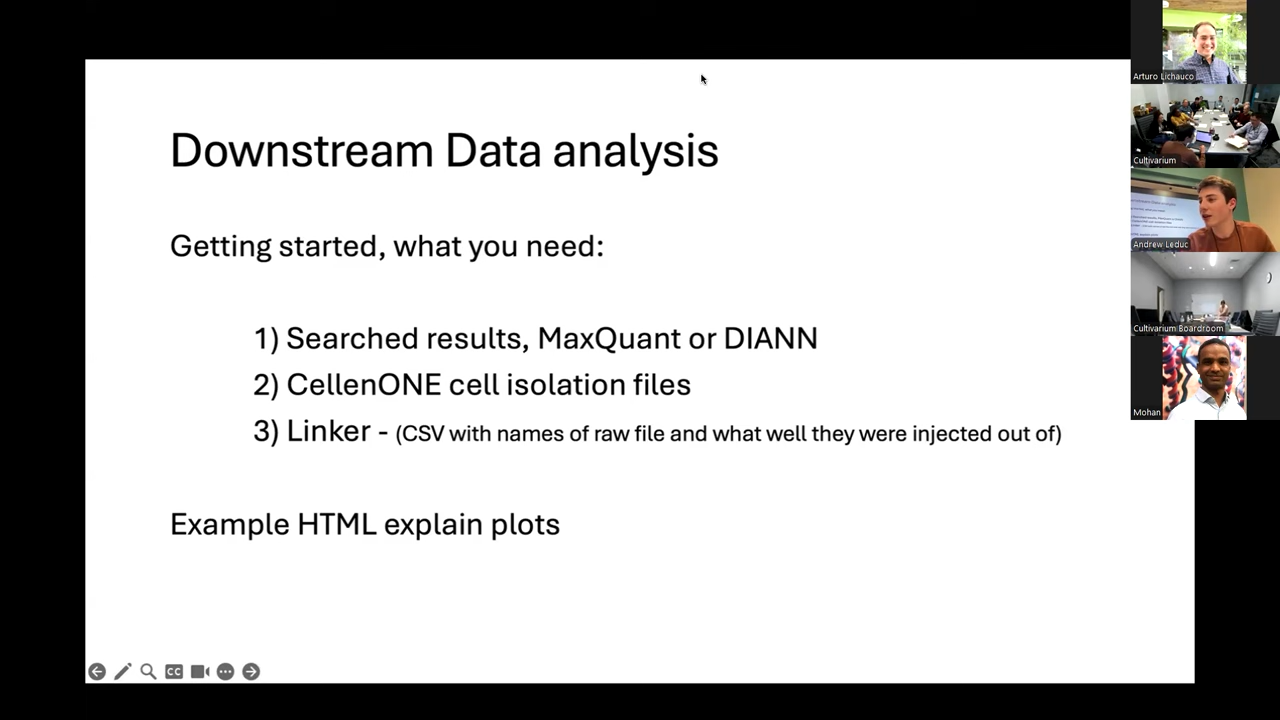 Downstream Data analysis
Getting started, what you need:
1) Searched results, MaxQuant or DIANN
2) CellenONE cell isolation files
3) Linker - (CSV with names of raw file and what well they were injected out of)
Example HTML explain plots
CC
Arturo Lichauco
Cultivarium
Andrew Leduc
Cultivarium Boardroom
Mohan